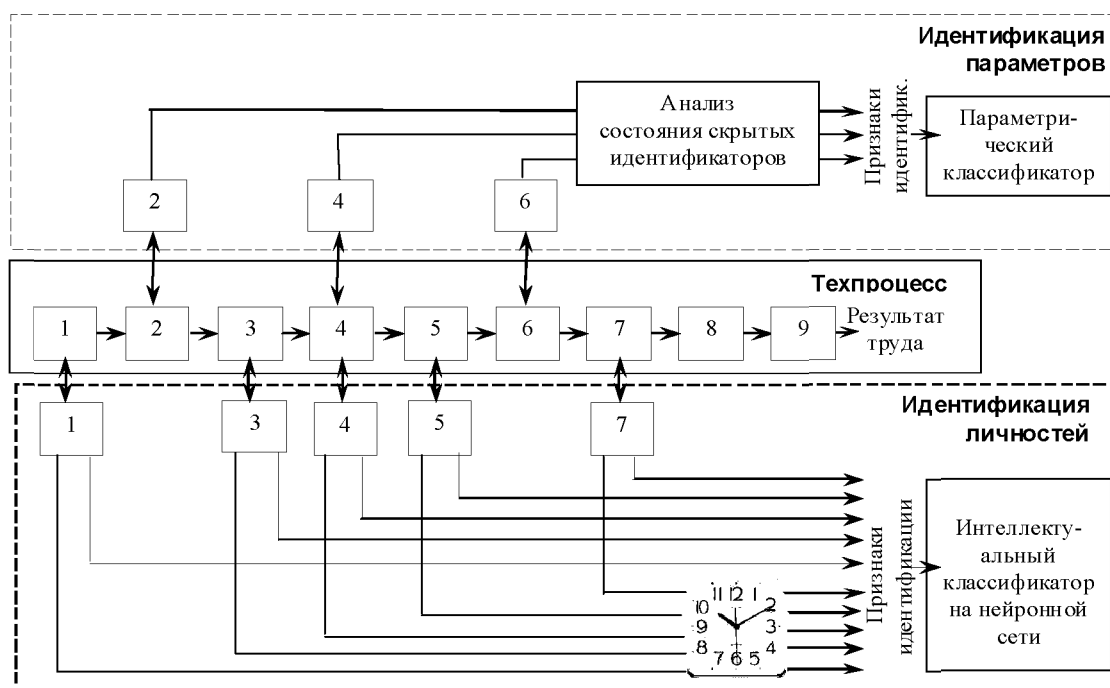 Идентификация
параметров
Анализ
состояния скрытых
идентификаторов
Признаки
идентифик.
Параметри-
ческий
классификатор
2
4
6
Техпроцесс
1
2
3
4
5
6
7
8
9
Результат
труда
Идентификация
личностей
1
3
4
5
7
Признаки
идентификации
Интеллекту-
альный
классификатор
на нейронной
сети
11 12 1
10 2
9 3
8 4
7 6 5